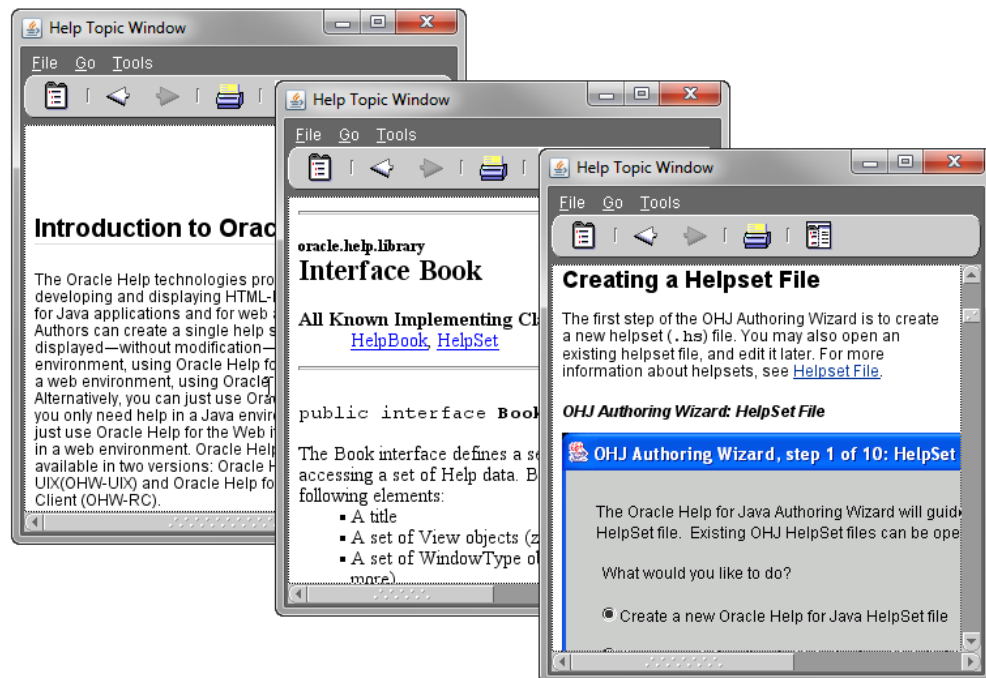 Help Topic Window
File Go Tools
Introduction to Orac
The Oracle Help technologies pro
developing and displaying HTML-
for Java applications and for web
Authors can create a single help s
displayed—without modification—
environment, using Oracle Help fo
a web environment, using Oracle
Alternatively, you can just use Ora
you only need help in a Java envir
just use Oracle Help for the Web i
in a web environment. Oracle Help
available in two versions: Oracle H
UIX(OHW-UIX) and Oracle Help fo
Client (OHW-RC).
Help Topic Window
File Go Tools
oracle.help.library
Interface Book
All Known Implementing Cl
HelpBook, HelpSet
public interface Book
The Book interface defines a se
accessing a set of Help data. B
following elements:
▪ A title
▪ A set of View objects (z
▪ A set of WindowType ob
more)
Help Topic Window
File Go Tools
Creating a Helpset File
The first step of the OHJ Authoring Wizard is to create
a new helpset (.hs) file. You may also open an
existing helpset file, and edit it later. For more
information about helpsets, see Helpset File.
OHJ Authoring Wizard: HelpSet File
OHJ Authoring Wizard, step 1 of 10: HelpSet
The Oracle Help for Java Authoring Wizard will guid
HelpSet file. Existing OHJ HelpSet files can be ope
What would you like to do?
Create a new Oracle Help for Java HelpSet file